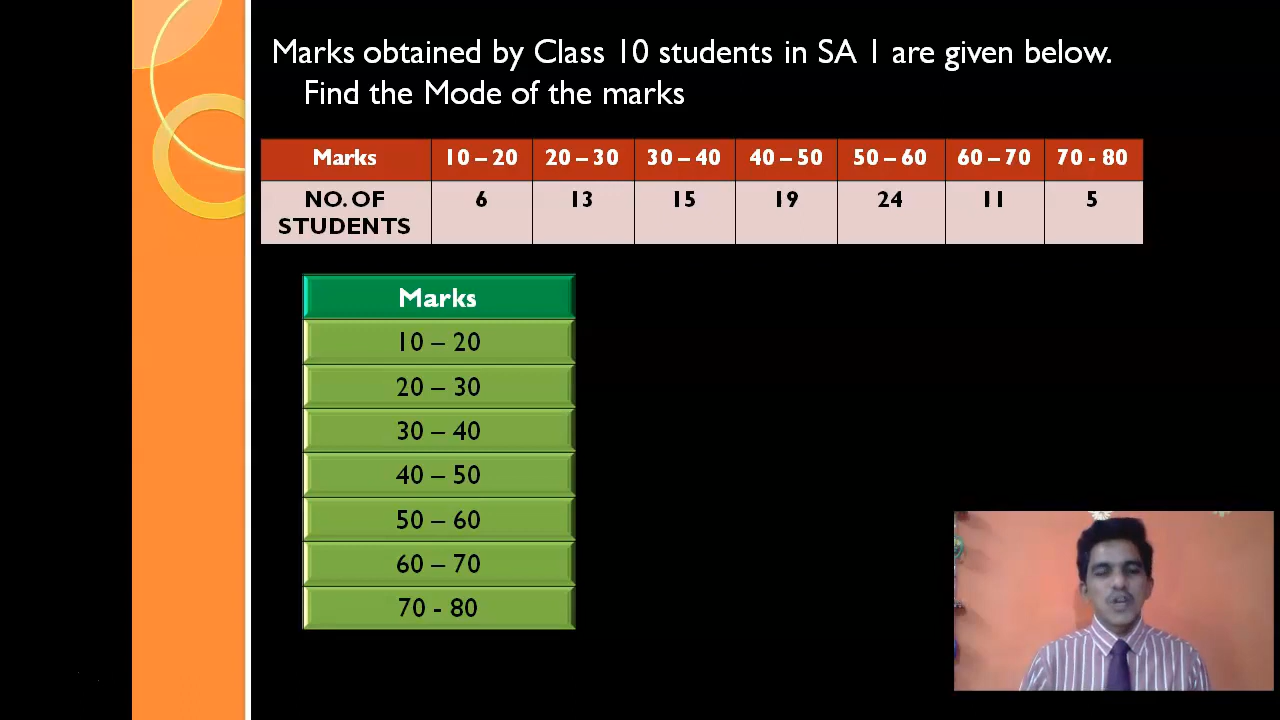 Marks obtained by Class 10 students in SA 1 are given below.
Find the Mode of the marks
Marks 10 – 20 20 – 30 30 – 40 40 – 50 50 – 60 60 – 70 70 - 80
NO. OF STUDENTS 6 13 15 19 24 11 5
Marks
10 – 20
20 – 30
30 – 40
40 – 50
50 – 60
60 – 70
70 - 80